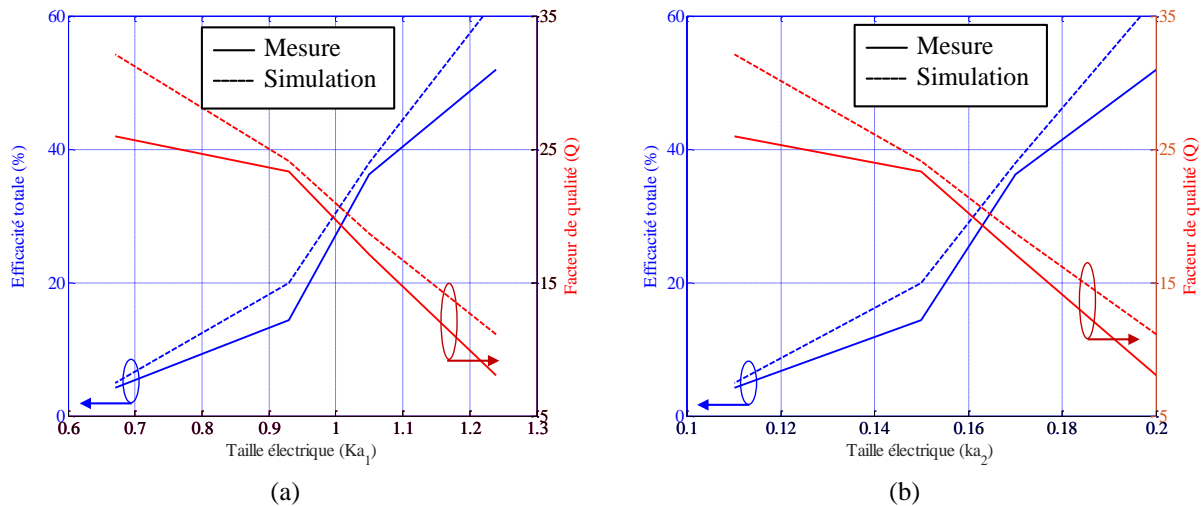 60
40
20
0
Efficacité totale (%)
Mesure
Simulation
35
25
15
5
Facteur de qualité (Q)
0.6 0.7 0.8 0.9 1 1.1 1.2 1.3
Taille électrique (Ka1)
(a)
60
40
20
0
Efficacité totale (%)
Mesure
Simulation
35
25
15
5
Facteur de qualité (Q)
0.1 0.12 0.14 0.16 0.18 0.2
Taille électrique (ka2)
(b)